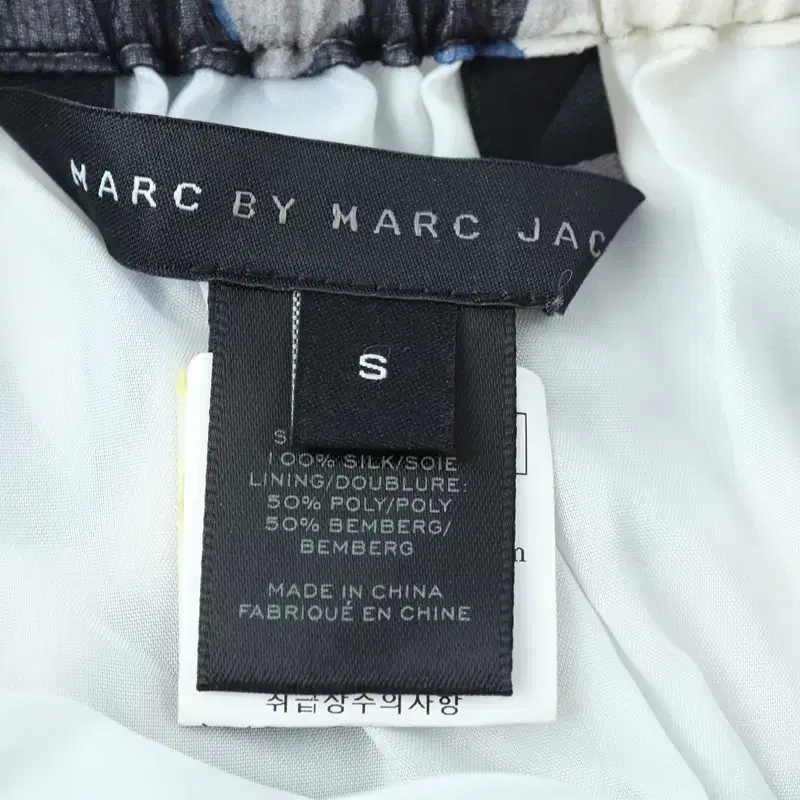 MARC BY MARC JAC
S
100% SILK/SOIE
LINING/DOUBLURE:
50% POLY/POLY
50% BEMBERG/
BEMBERG
MADE IN CHINA
FABRIQUÉ EN CHINE
취급상주의사항